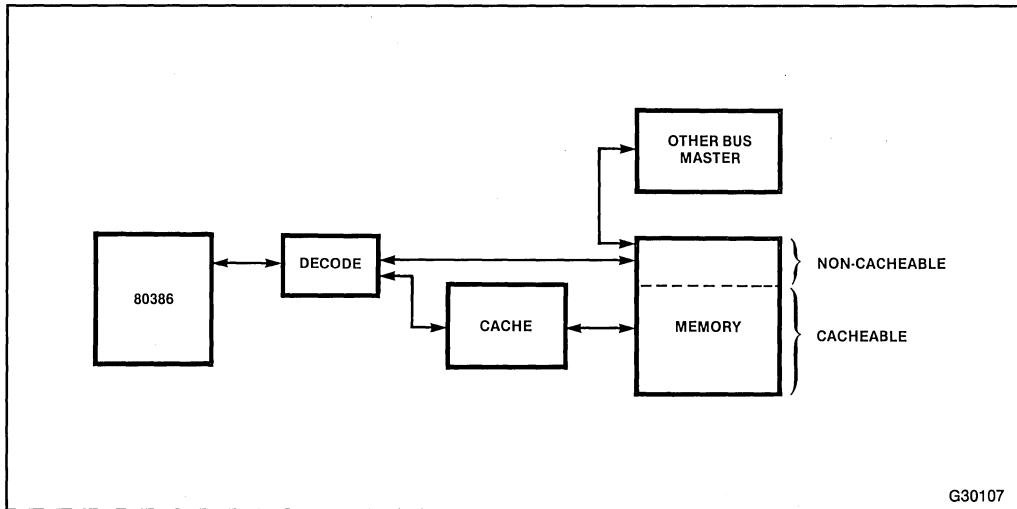 OTHER BUS
MASTER
80386
DECODE
CACHE
MEMORY
NON-CACHEABLE
CACHEABLE
G30107